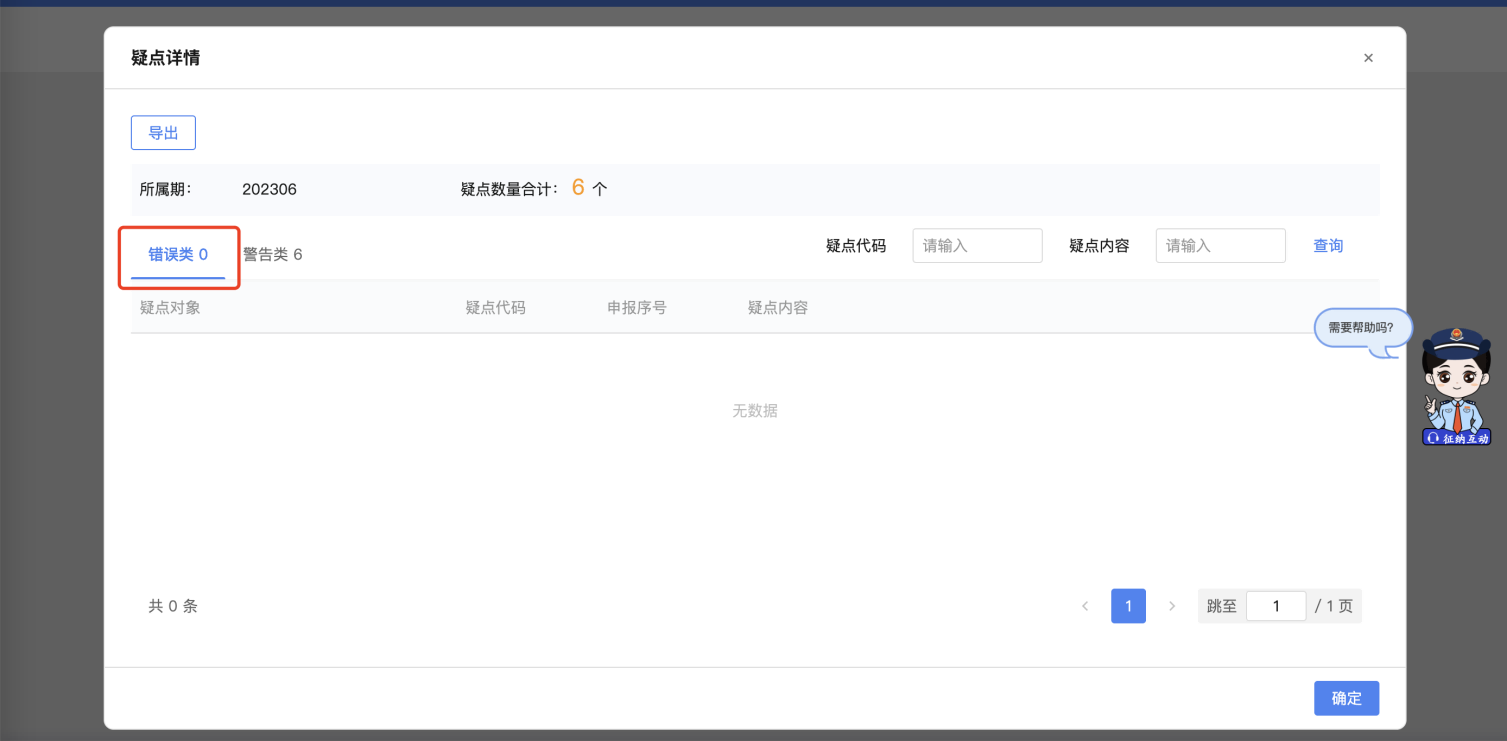 疑点详情
×
导出
所属期: 202306 疑点数量合计: 6 个
错误类 0 警告类 6 疑点代码 请输入 疑点内容 请输入 查询
疑点对象 疑点代码 申报序号 疑点内容
需要帮助吗?
征纳互动
无数据
共 0 条 < 1 > 跳至 1 / 1 页
确定